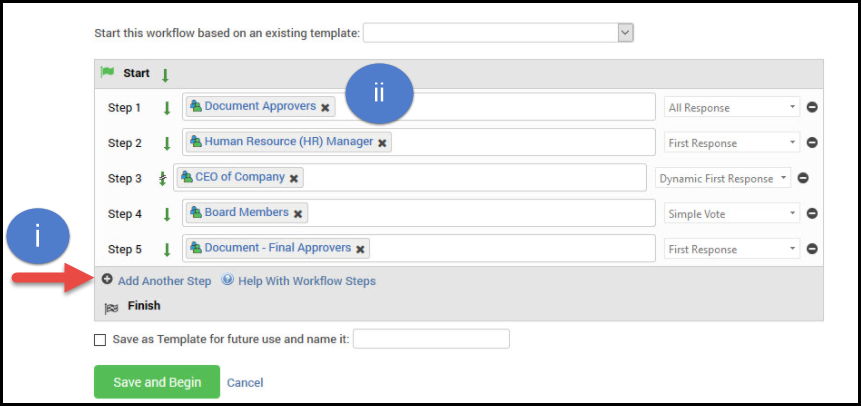 Start this workflow based on an existing template:
Start
ii
Step 1 Document Approvers All Response
Step 2 Human Resource (HR) Manager First Response
Step 3 CEO of Company Dynamic First Response
Step 4 Board Members Simple Vote
i
Step 5 Document - Final Approvers First Response
Add Another Step Help With Workflow Steps
Finish
Save as Template for future use and name it:
Save and Begin Cancel